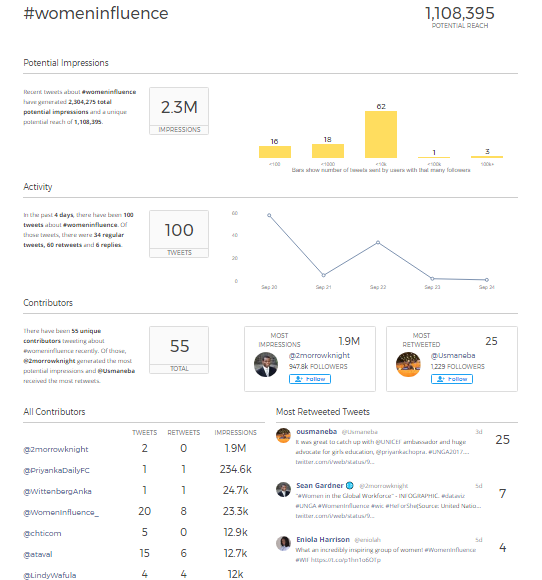 #womeninfluence
1,108,395
POTENTIAL REACH
Potential Impressions
Recent tweets about #womeninfluence
have generated 2,304,275 total
potential impressions and a unique
potential reach of 1,108,395.
2.3M
IMPRESSIONS
16 18 62 1 3
<100 <1000 <10k <100k 100k+
Bars show number of tweets sent by users with that many followers
Activity
In the past 4 days, there have been 100
tweets about #womeninfluence. Of
those tweets, there were 34 regular
tweets, 60 retweets and 6 replies.
100
TWEETS
60
40
20
0
Sep 20 Sep 21 Sep 22 Sep 23 Sep 24
Contributors
There have been 55 unique
contributors tweeting about
#womeninfluence recently. Of those,
@2morrowknight generated the most
potential impressions and @Usmaneba
received the most retweets.
55
TOTAL
MOST
IMPRESSIONS
1.9M
@2morrowknight
947.8k FOLLOWERS
Follow
MOST
RETWEETED
25
@Usmaneba
1,229 FOLLOWERS
Follow
All Contributors
TWEETS RETWEETS IMPRESSIONS
@2morrowknight 2 0 1.9M
@PriyankaDailyFC 1 1 234.6k
@WittenbergAnka 1 1 24.7k
@WomenInfluence_ 20 8 23.3k
@chticom 5 0 12.9k
@ataval 15 6 12.7k
@LindyWafula 4 4 12k
Most Retweeted Tweets
ousmaneba @Usmaneba 3d
It was great to catch up with @UNICEF ambassador and huge
advocate for girls education, @priyankachopra. #UNGA2017....
twitter.com/i/web/status/9...
25
Sean Gardner @2morrowknight 5d
"#Women in the Global Workforce" - INFOGRAPHIC. #dataviz
#UNGA #WomenInfluence #wx #HeForShe[Source: United Natio...
twitter.com/i/web/status/9...
7
Eniola Harrison @eniolah 5d
What an encouraging inspiring group of women! #WomenInfluence
4